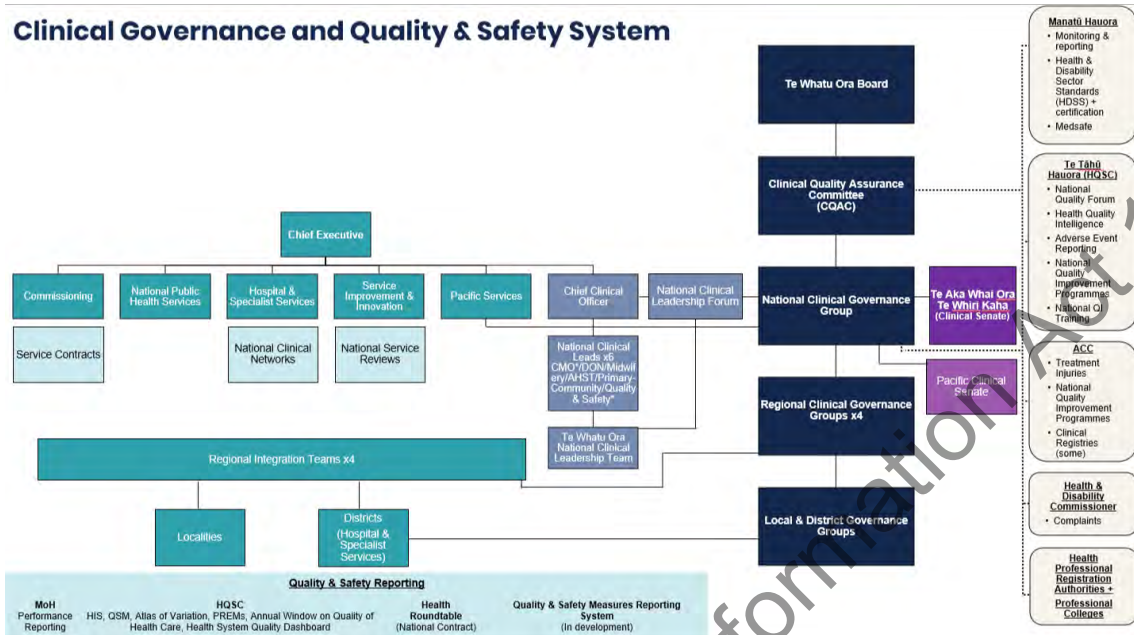 Clinical Governance and Quality & Safety System
Te Whatu Ora Board
Clinical Quality Assurance
Committee
(CQAC)
Chief Executive
Commissioning
National Public
Health Services
Hospital &
Specialist Services
Service
Improvement &
Innovation
Pacific Services
Chief Clinical
Officer
National Clinical
Leadership Forum
National Clinical Governance
Group
Te Aka Whai Ora
Te Whiri Kaha
(Clinical Senate)
Service Contracts
National Clinical
Networks
National Service
Reviews
National Clinical
Leads x6
CMO*/DON/Midwif
ery/AHST/Primary-
Community/Quality
& Safety*
Pacific Clinical
Senate
Regional Clinical Governance
Groups x4
Te Whatu Ora
National Clinical
Leadership Team
Regional Integration Teams x4
Localities
Districts
(Hospital &
Specialist
Services)
Local & District Governance
Groups
Manatū Hauora
• Monitoring &
reporting
• Health &
Disability
Sector
Standards
(HDSS) +
certification
• Medsafe
Te Tāhū
Hauora (HQSC)
• National
Quality Forum
• Health Quality
Intelligence
• Adverse Event
Reporting
• National
Quality
Improvement
Programmes
• National QI
Training
ACC
• Treatment
Injuries
• National
Quality
Improvement
Programmes
• Clinical
Registries
(some)
Health &
Disability
Commissioner
• Complaints
Health
Professional
Registration
Authorities +
Professional
Colleges
Quality & Safety Reporting
MoH
Performance
Reporting
HQSC
HIS, QSM, Atlas of Variation, PREMs, Annual Window on Quality of
Health Care, Health System Quality Dashboard
Health
Roundtable
(National Contract)
Quality & Safety Measures Reporting
System
(In development)
formation Act 1